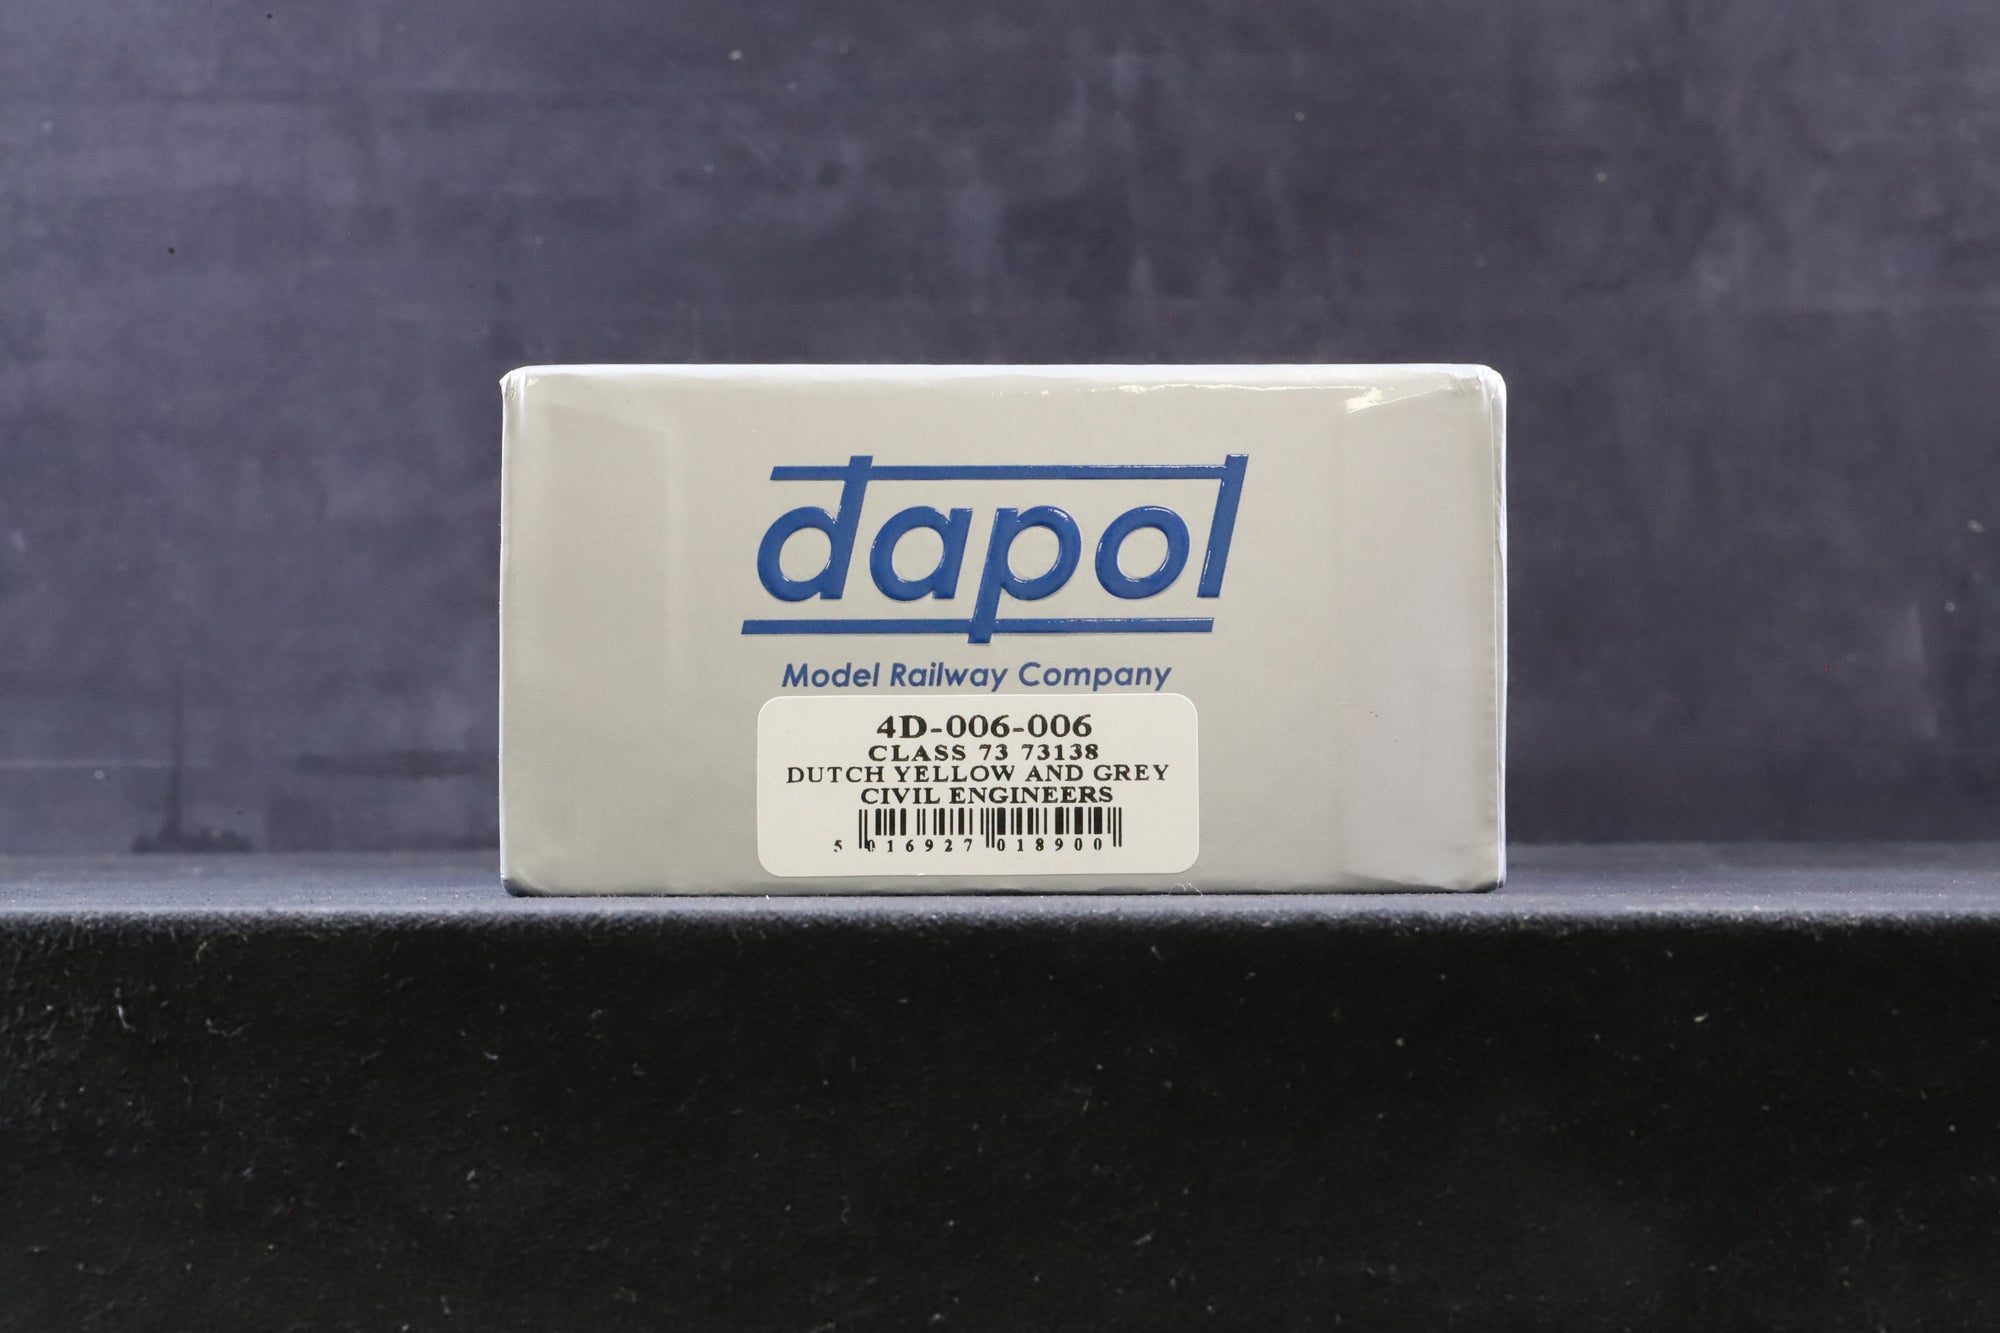 dapol
Model Railway Company
4D-006-006
CLASS 73 73138
DUTCH YELLOW AND GREY
CIVIL ENGINEERS
5 016927 018900